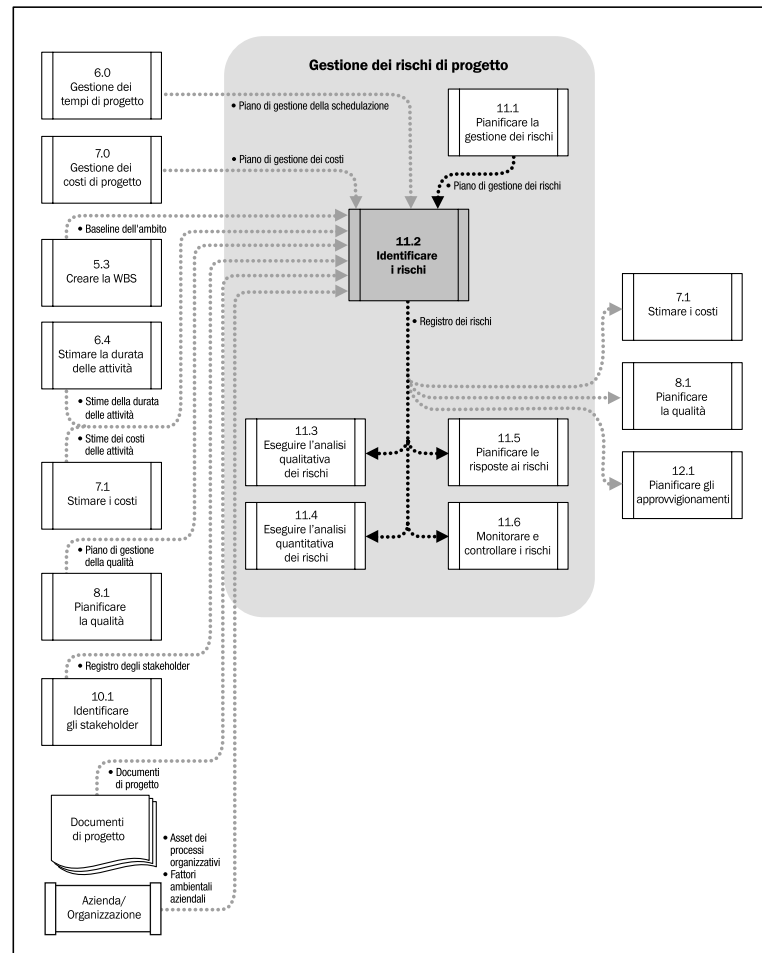 Gestione dei rischi di progetto
6.0
Gestione dei
tempi di progetto
• Piano di gestione della schedulazione
11.1
Pianificare la
gestione dei rischi
7.0
Gestione dei
costi di progetto
• Piano di gestione dei costi
• Piano di gestione dei rischi
• Baseline dell'ambito
5.3
Creare la WBS
11.2
Identificare
i rischi
• Registro dei rischi
7.1
Stimare i costi
6.4
Stimare la durata
delle attività
• Stime della durata
delle attività
• Stime dei costi
delle attività
8.1
Pianificare
la qualità
11.3
Eseguire l'analisi
qualitativa
dei rischi
11.5
Pianificare le
risposte ai rischi
7.1
Stimare i costi
12.1
Pianificare gli
approvvigionamenti
11.4
Eseguire l'analisi
quantitativa
dei rischi
11.6
Monitorare e
controllare i rischi
• Piano di gestione
della qualità
8.1
Pianificare
la qualità
• Registro degli stakeholder
10.1
Identificare
gli stakeholder
• Documenti
di progetto
Documenti
di progetto
• Asset dei
processi
organizzativi
• Fattori
ambientali
aziendali
Azienda/
Organizzazione